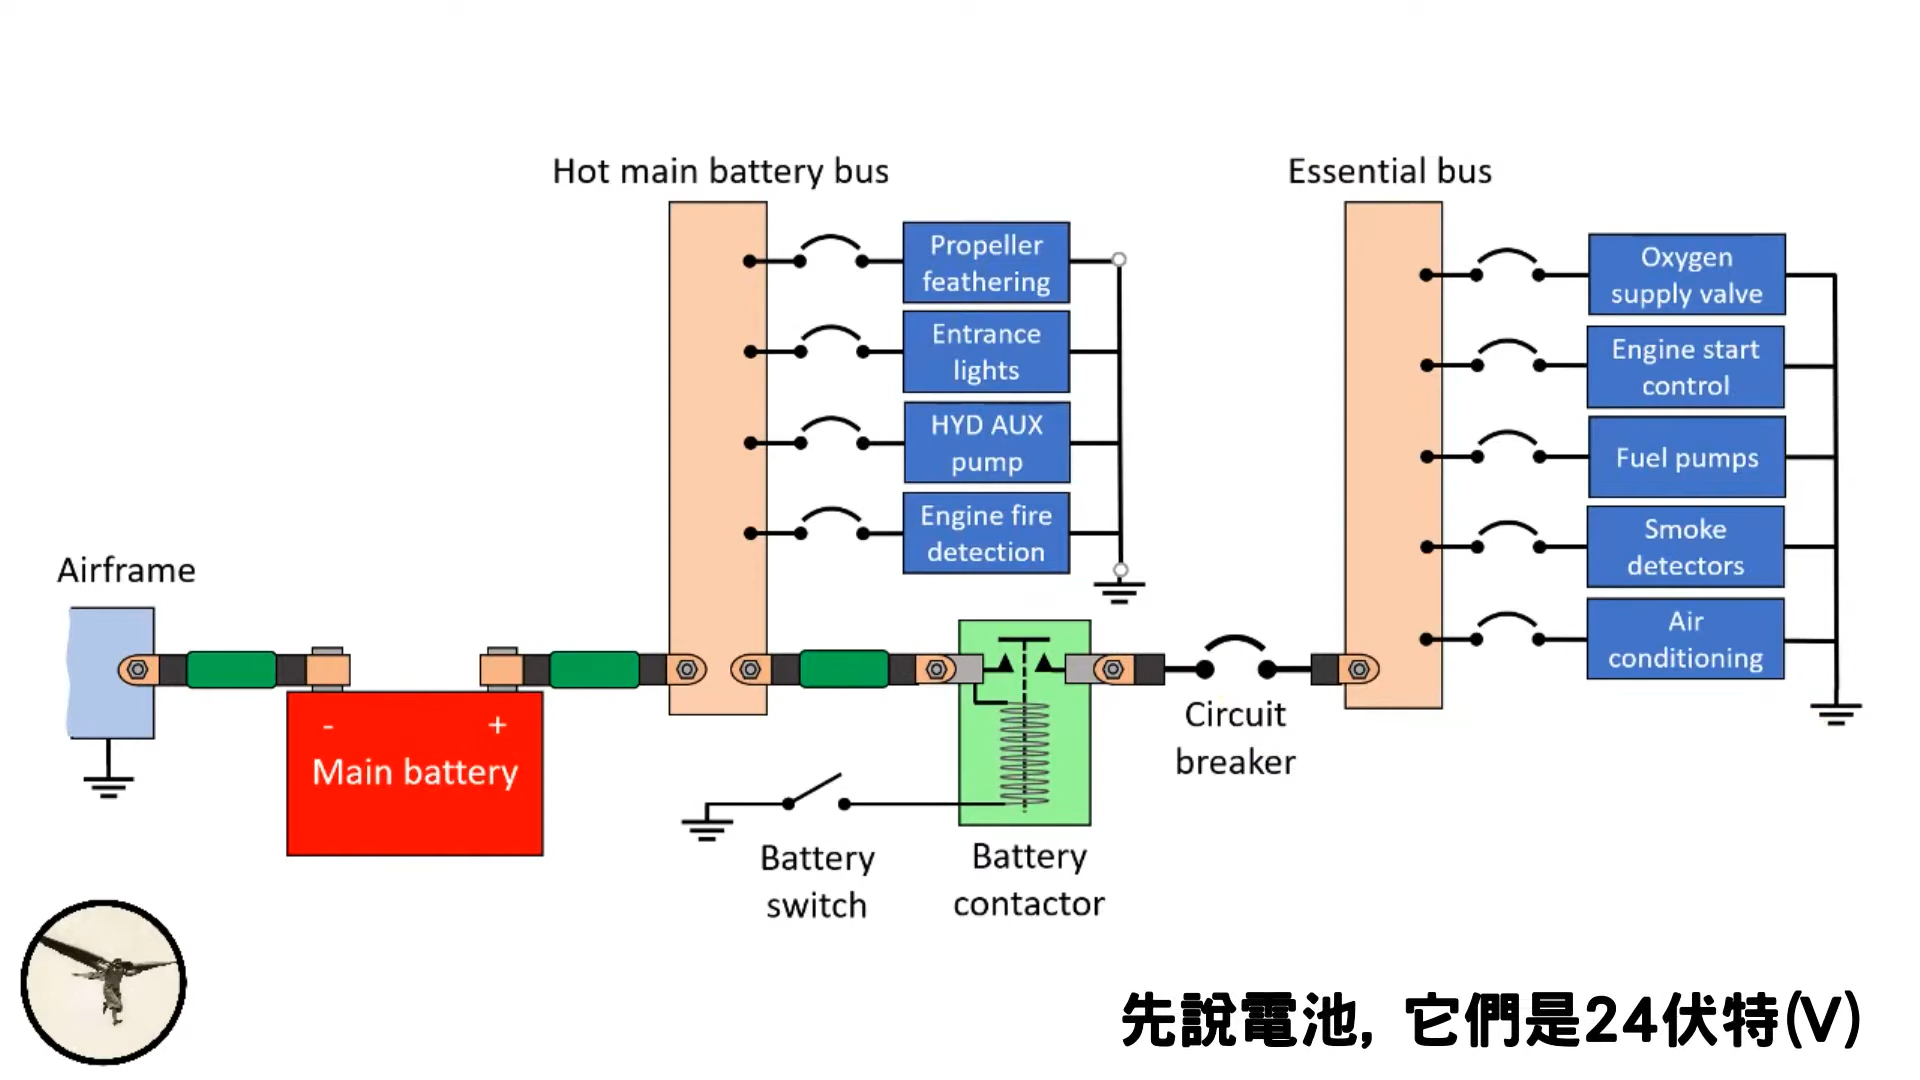 Hot main battery bus
Essential bus
Propeller
feathering
Entrance
lights
HYD AUX
pump
Engine fire
detection
Oxygen
supply valve
Engine start
control
Fuel pumps
Smoke
detectors
Air
conditioning
Airframe
- +
Main battery
Circuit
breaker
Battery
switch
Battery
contactor
先說電池, 它們是24伏特(V)